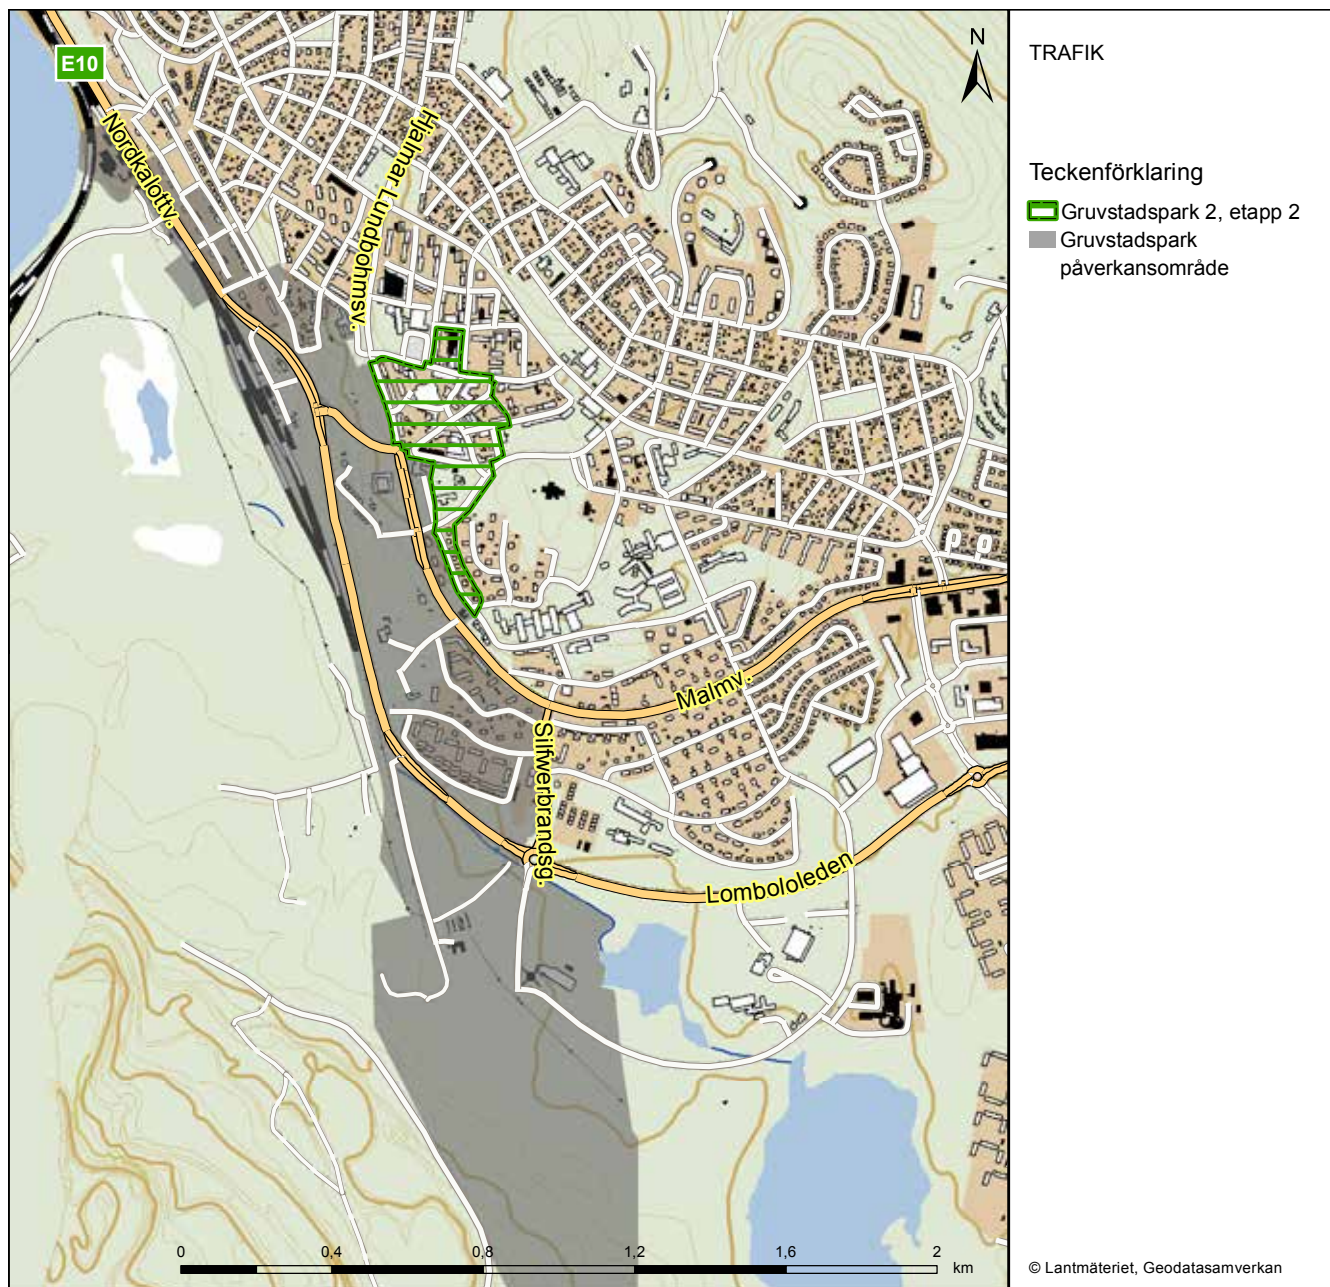 E10
Nordkalottv.
Hjalmar Lundbohmsv.
N
Malmv.
Silfwerbrandsg.
Lombololeden
0 0,4 0,8 1,2 1,6 2
km
TRAFIK
Teckenförklaring
Gruvstadspark 2, etapp 2
Gruvstadspark
påverkansområde
© Lantmäteriet, Geodatasamverkan